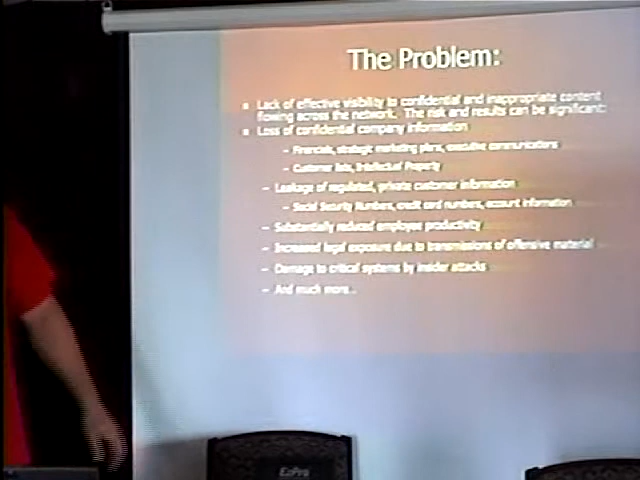 The Problem:
Lack of effective visibility to confidential and inappropriate content
flowing across the network. The risk and results can be significant:
Loss of confidential company information
– Financials, strategic marketing plans, executive communications
– Customer lists, Intellectual Property
– Leakage of regulated, private customer information
– Social Security Numbers, credit card numbers, account information
– Substantially reduced employee productivity
– Increased legal exposure due to transmissions of offensive material
– Damage to critical systems by insider attacks
– And much more...